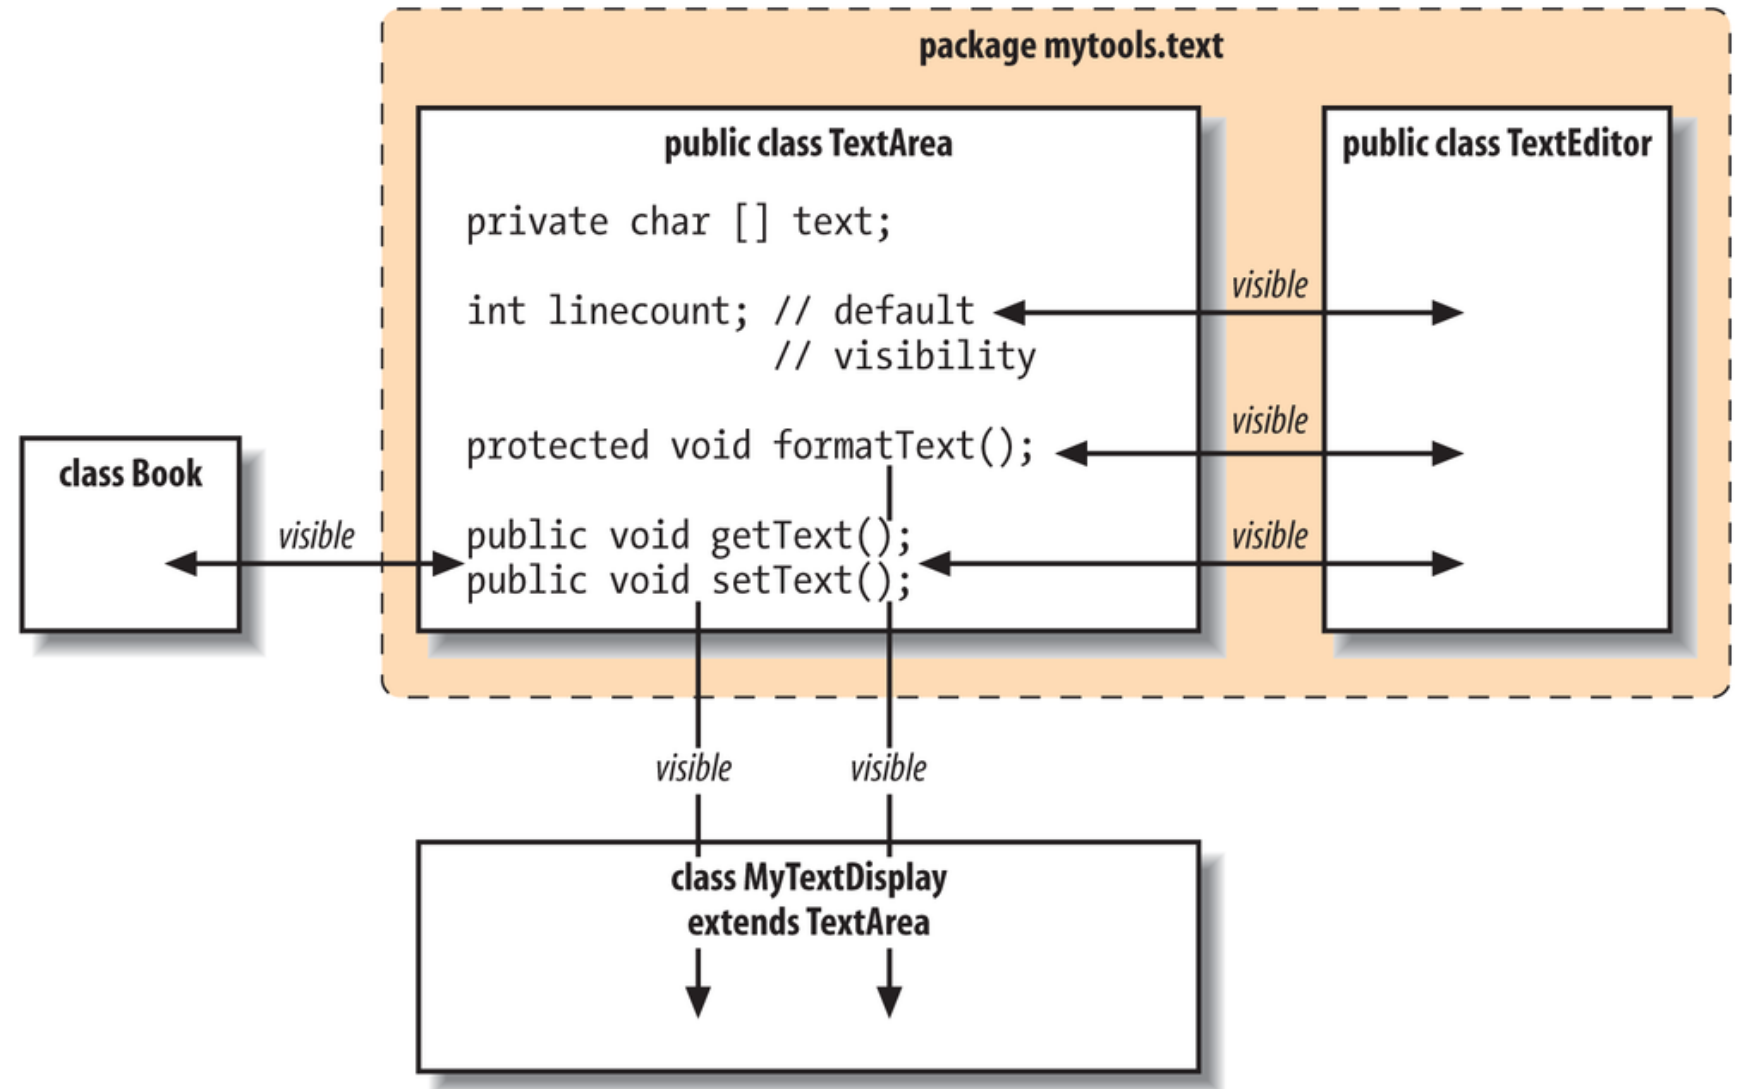 package mytools.text
public class TextArea
private char [] text;
int linecount; // default
// visibility
protected void formatText();
public void getText();
public void setText();
public class TextEditor
visible
visible
visible
class Book
visible
visible
visible
class MyTextDisplay
extends TextArea